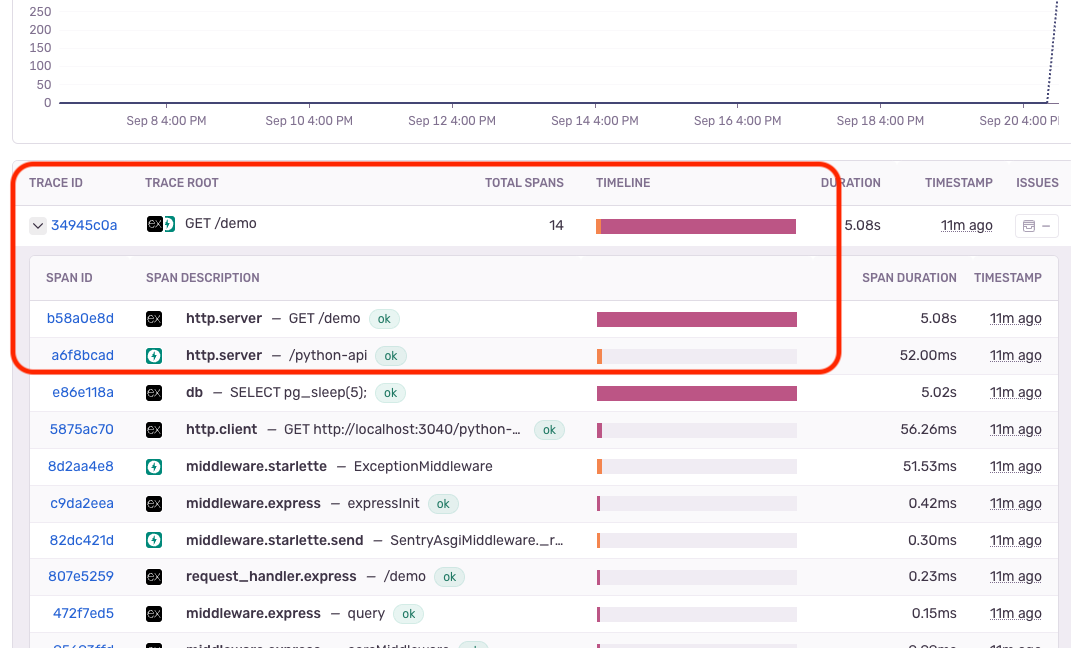 250
200
150
100
50
0
Sep 8 4:00 PM Sep 10 4:00 PM Sep 12 4:00 PM Sep 14 4:00 PM Sep 16 4:00 PM Sep 18 4:00 PM Sep 20 4:00 P
TRACE ID TRACE ROOT TOTAL SPANS TIMELINE DURATION TIMESTAMP ISSUES
34945c0a ex GET /demo 14 5.08s 11m ago –
SPAN ID SPAN DESCRIPTION SPAN DURATION TIMESTAMP
b58a0e8d ex http.server – GET /demo ok 5.08s 11m ago
a6f8bcad http.server – /python-api ok 52.00ms 11m ago
e86e118a ex db – SELECT pg_sleep(5); ok 5.02s 11m ago
5875ac70 ex http.client – GET http://localhost:3040/python-... ok 56.26ms 11m ago
8d2aa4e8 middleware.starlette – ExceptionMiddleware 51.53ms 11m ago
c9da2eea ex middleware.express – expressInit ok 0.42ms 11m ago
82dc421d middleware.starlette.send – SentryAsgiMiddleware._r... 0.30ms 11m ago
807e5259 ex request_handler.express – /demo ok 0.23ms 11m ago
472f7ed5 ex middleware.express – query ok 0.15ms 11m ago